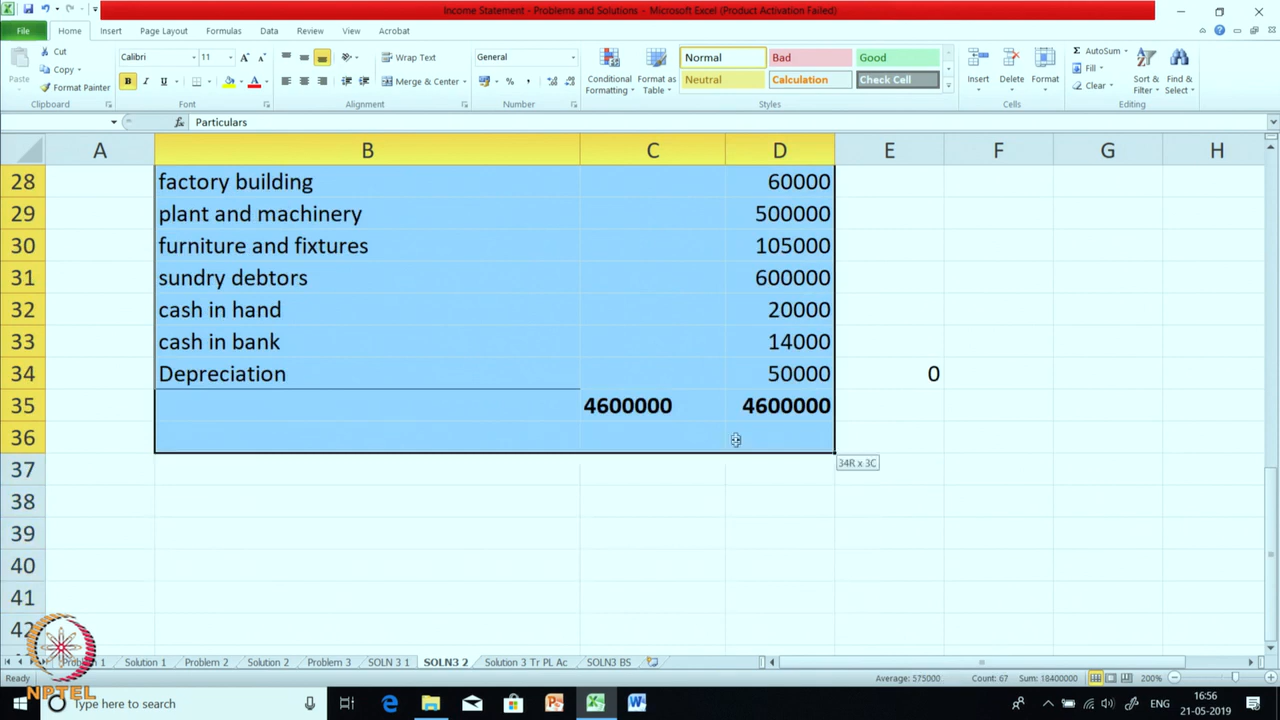 Income Statement - Problems and Solutions - Microsoft Excel (Product Activation Failed)
File Home Insert Page Layout Formulas Data Review View Acrobat
Paste Cut Copy Format Painter Clipboard
Calibri 11 Font
Wrap Text Merge & Center Alignment
General Number
Conditional Formatting Format as Table
Normal Bad Good
Neutral Calculation Check Cell
Styles
Insert Delete Format Cells
AutoSum Fill Clear Sort & Filter Find & Select Editing
fx Particulars
A B C D E F G H
28 factory building 60000
29 plant and machinery 500000
30 furniture and fixtures 105000
31 sundry debtors 600000
32 cash in hand 20000
33 cash in bank 14000
34 Depreciation 50000 0
35 4600000 4600000
36
34R x 3C
37
38
39
40
41
42
Problem 1 Solution 1 Problem 2 Solution 2 Problem 3 SOLN 3 1 SOLN3 2 Solution 3 Tr PL Ac SOLN3 BS
Ready Average: 575000 Count: 67 Sum: 18400000 200%
NPTEL
Type here to search
ENG 16:56
21-05-2019